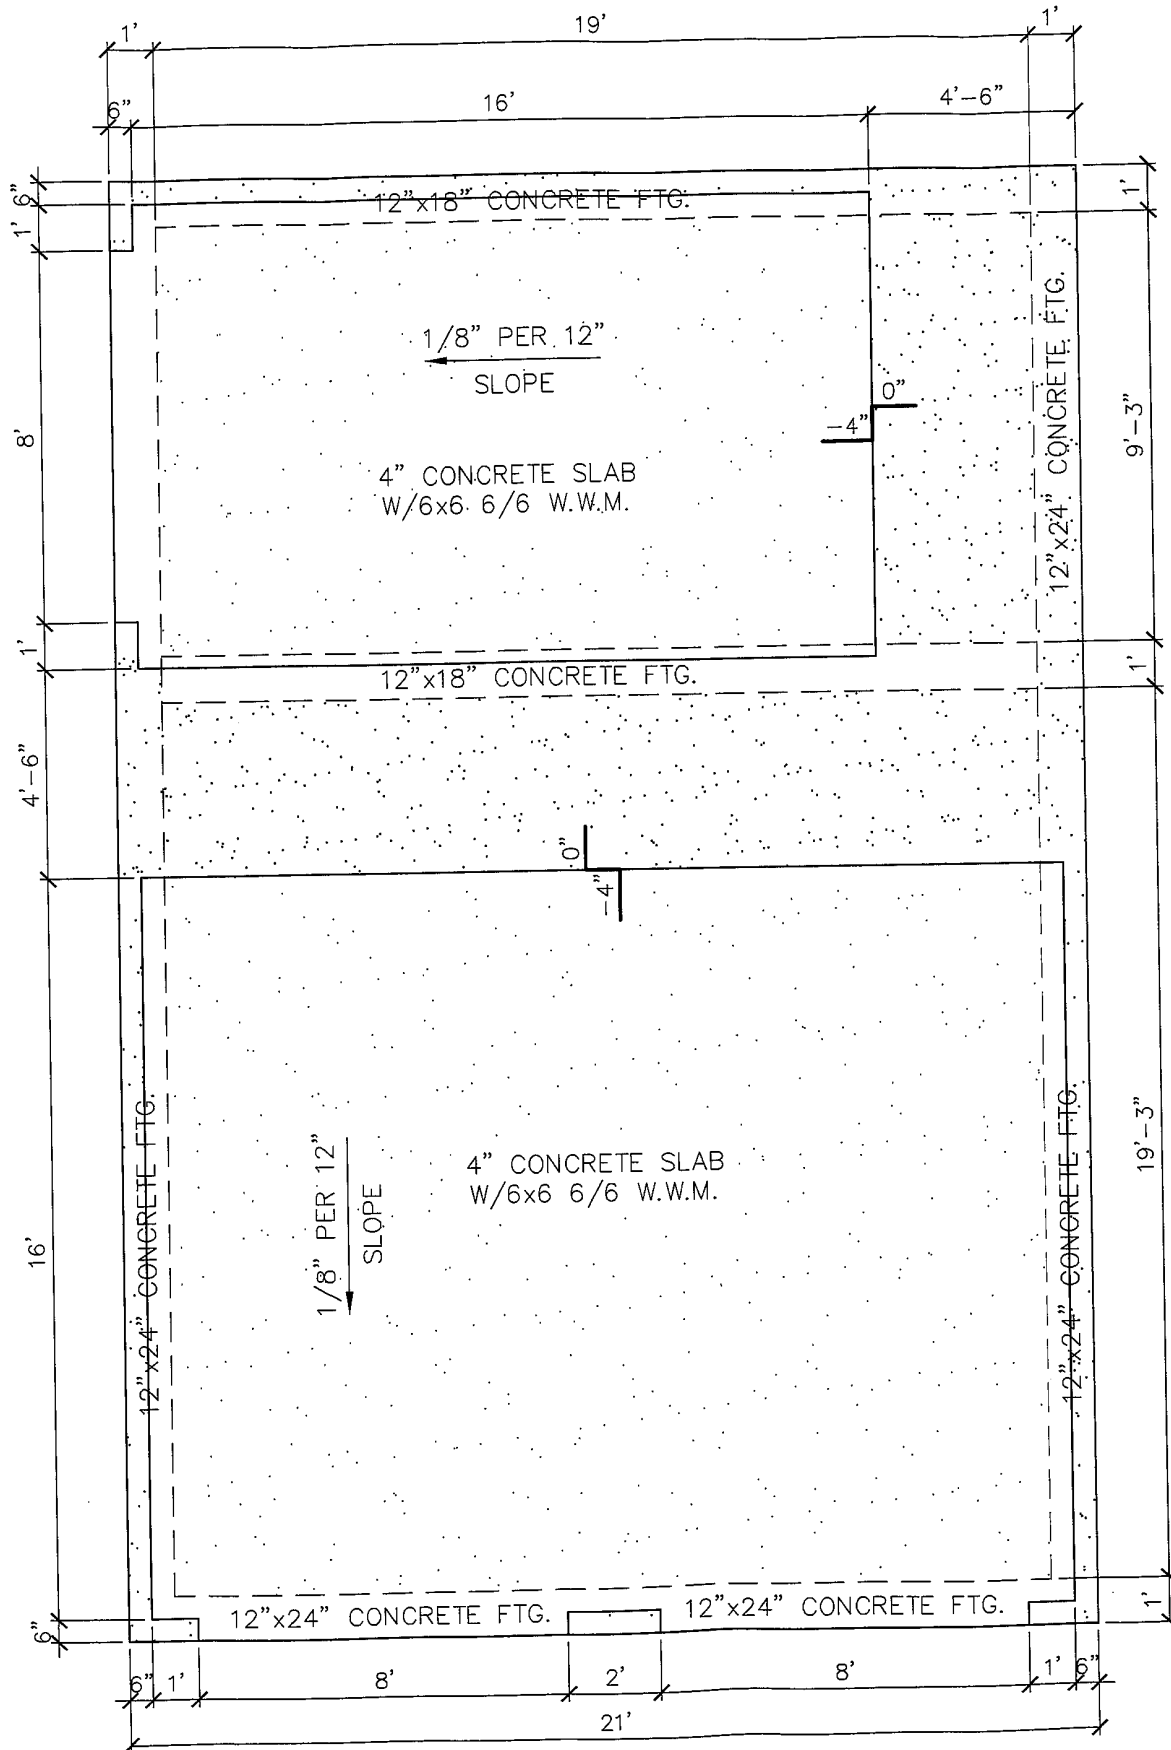 1'
19'
1'
6"
16'
4'-6"
6"
1'
12"x18" CONCRETE FTG.
1'
1/8" PER 12"
SLOPE
12"x24" CONCRETE FTG.
0"
-4"
9'-3"
8'
4" CONCRETE SLAB
W/6x6 6/6 W.W.M.
1'
12"x18" CONCRETE FTG.
1'
4'-6"
0"
-4"
12"x24" CONCRETE FTG.
1/8" PER 12"
SLOPE
4" CONCRETE SLAB
W/6x6 6/6 W.W.M.
12"x24" CONCRETE FTG.
19'-3"
16'
12"x24" CONCRETE FTG.
12"x24" CONCRETE FTG.
1'
6"
6"
1'
8'
2'
8'
1'
6"
21'